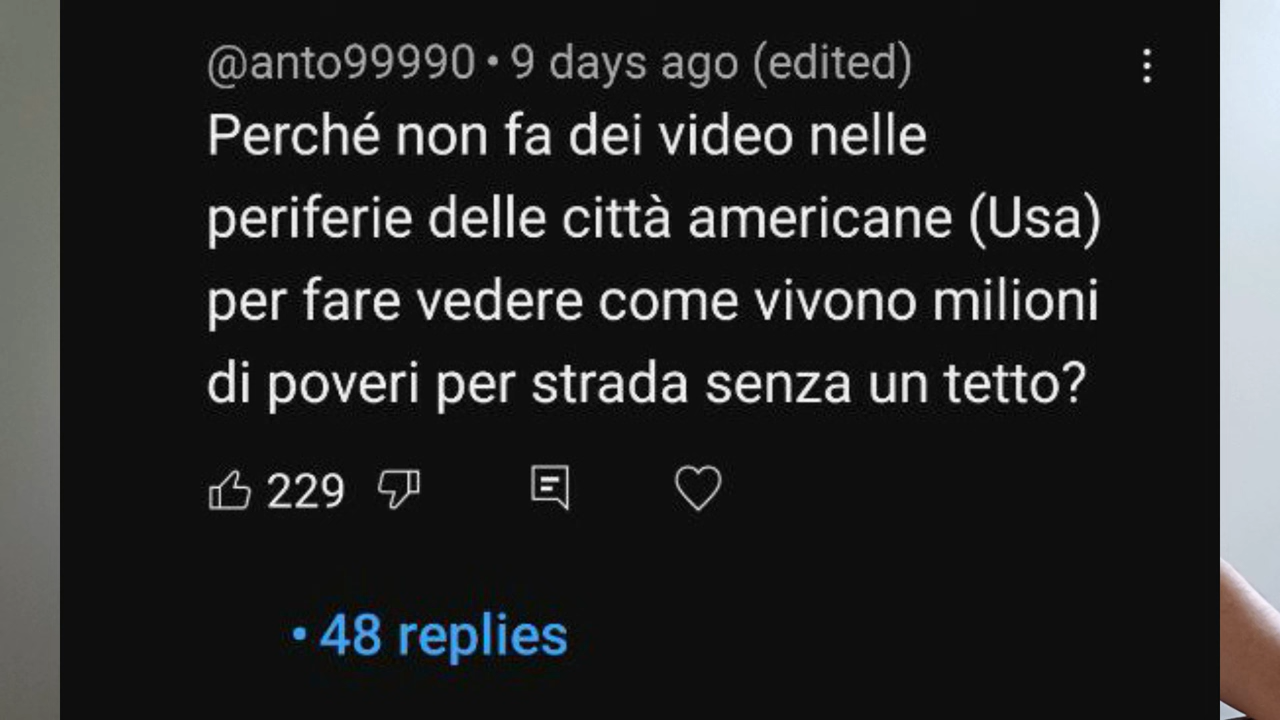 @anto99990 • 9 days ago (edited)
Perché non fa dei video nelle
periferie delle città americane (Usa)
per fare vedere come vivono milioni
di poveri per strada senza un tetto?
229
• 48 replies